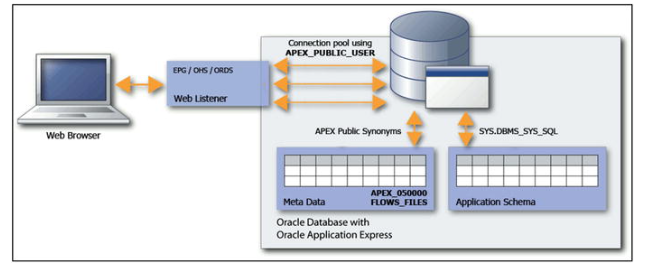 Connection pool using
APEX_PUBLIC_USER
EPG / OHS / ORDS
Web Listener
Web Browser
APEX Public Synonyms
SYS.DBMS_SYS_SQL
APEX_050000
Meta Data
FLOWS_FILES
Application Schema
Oracle Database with
Oracle Application Express